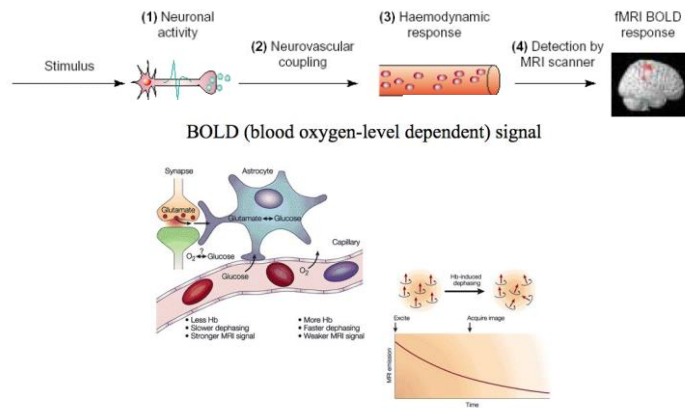 (1) Neuronal
activity
Stimulus
(2) Neurovascular
coupling
(3) Haemodynamic
response
(4) Detection by
MRI scanner
fMRI BOLD
response
BOLD (blood oxygen-level dependent) signal
Synapse
Astrocyte
Glutamate
Glutamate
Glucose
O2
?
Glucose
Capillary
Glucose
O2
• Less Hb
• Slower dephasing
• Stronger MRI signal
• More Hb
• Faster dephasing
• Weaker MRI signal
Hb-induced
dephasing
Excite
Acquire image
MRI emission
Time